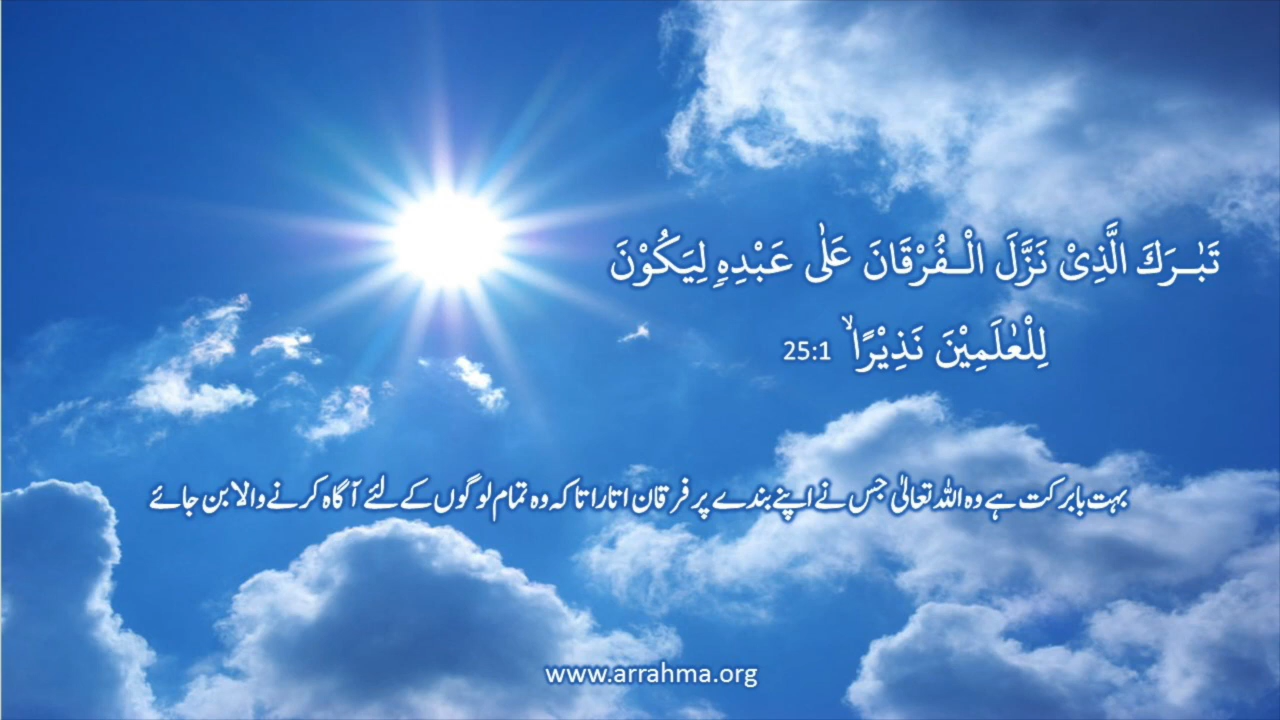 تَبٰـرَكَ الَّذِىْ نَزَّلَ الْـفُرْقَانَ عَلٰى عَبْدِهٖ لِيَكُوْنَ
لِلْعٰلَمِيْنَ نَذِيْرًا ۙ 25:1
بہت بابرکت ہے وہ اللہ تعالیٰ جس نے اپنے بندے پر فرقان اتارا تاکہ وہ تمام لوگوں کے لئے آگاہ کرنے والا بن جائے
www.arrahma.org